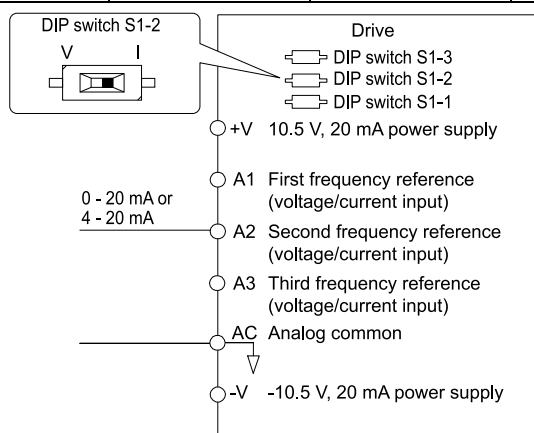 DIP switch S1-2
V I
Drive
DIP switch S1-3
DIP switch S1-2
DIP switch S1-1
+V 10.5 V, 20 mA power supply
A1 First frequency reference
(voltage/current input)
0 - 20 mA or
4 - 20 mA
A2 Second frequency reference
(voltage/current input)
A3 Third frequency reference
(voltage/current input)
AC Analog common
-V -10.5 V, 20 mA power supply